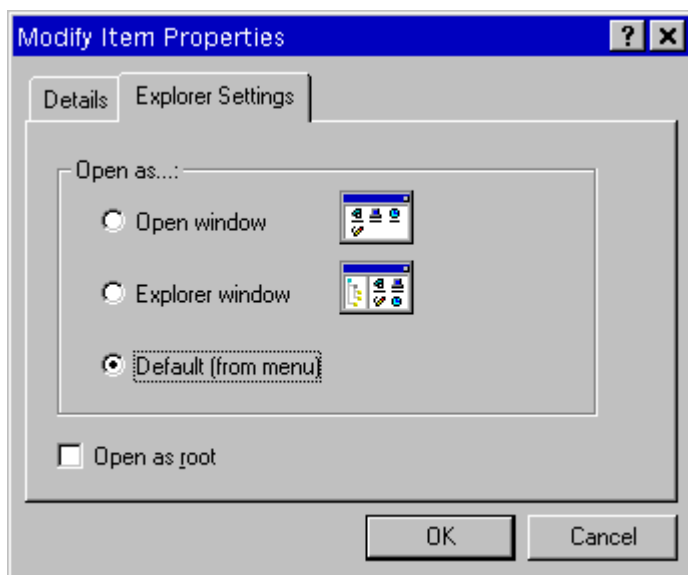 Modify Item Properties
Details
Explorer Settings
Open as...:
Open window
Explorer window
Default (from menu)
Open as root
OK
Cancel